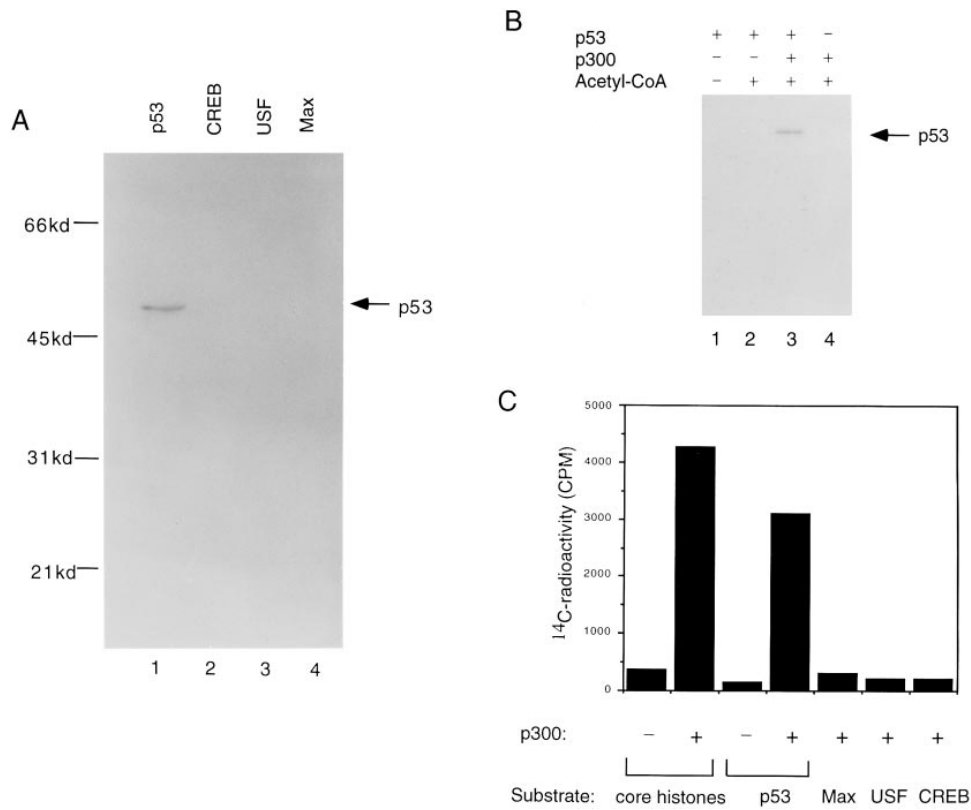 A
p53
CREB
USF
Max
66kd
45kd
31kd
21kd
p53
1 2 3 4
B
p53 + + + −
p300 − − + +
Acetyl-CoA − + + +
p53
1 2 3 4
C
14C-radioactivity (CPM)
5000
4000
3000
2000
1000
0
p300: − + − + + + +
Substrate: core histones p53 Max USF CREB